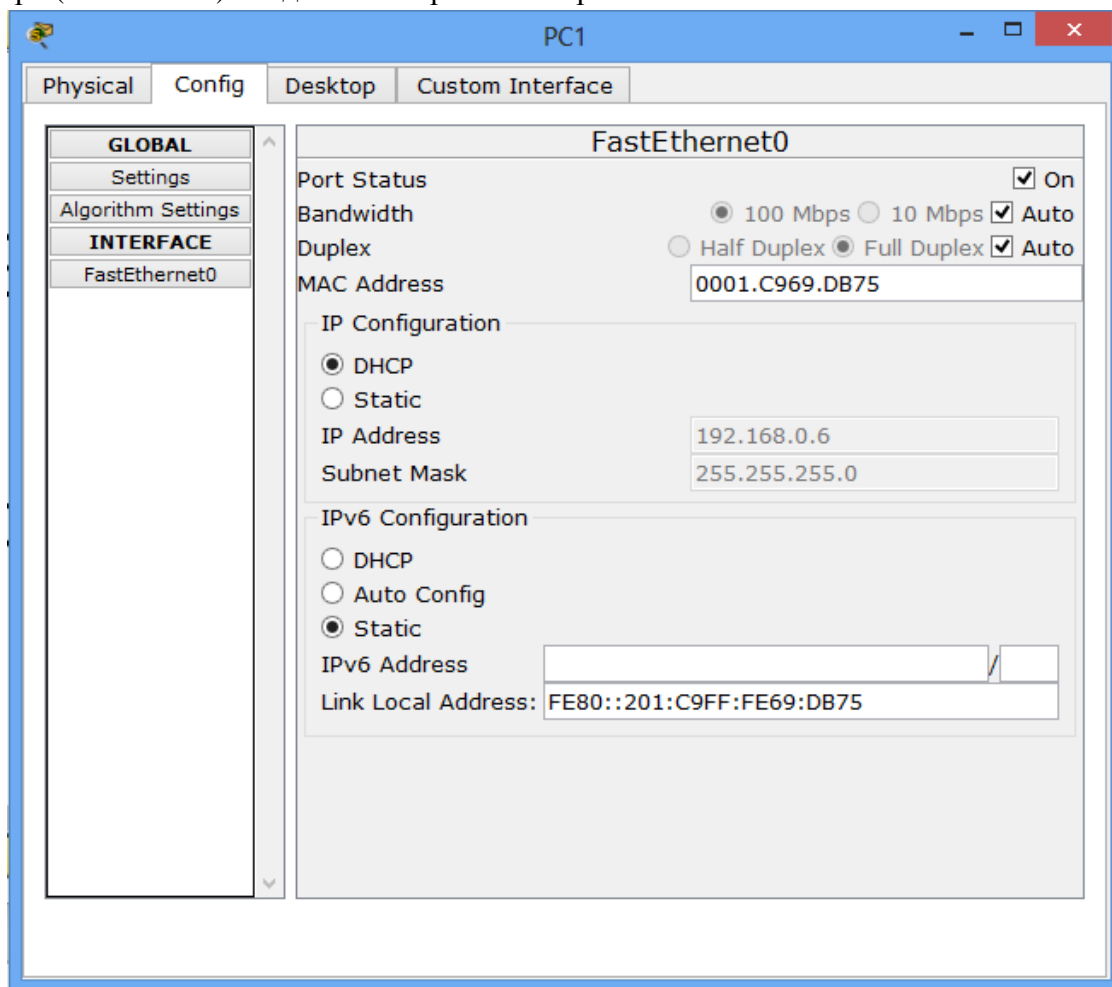 PC1
Physical Config Desktop Custom Interface
GLOBAL
Settings
Algorithm Settings
INTERFACE
FastEthernet0
FastEthernet0
Port Status On
Bandwidth 100 Mbps 10 Mbps Auto
Duplex Half Duplex Full Duplex Auto
MAC Address 0001.C969.DB75
IP Configuration
DHCP
Static
IP Address 192.168.0.6
Subnet Mask 255.255.255.0
IPv6 Configuration
DHCP
Auto Config
Static
IPv6 Address /
Link Local Address: FE80::201:C9FF:FE69:DB75